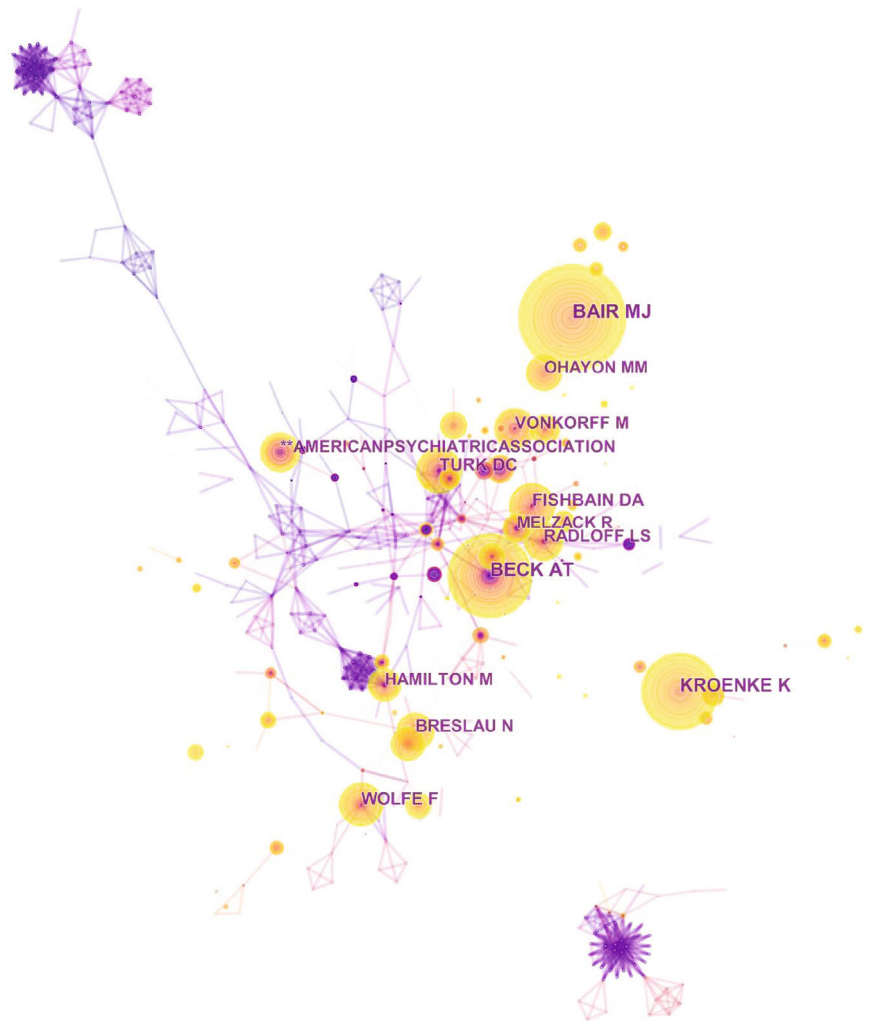 BAIR MJ
OHAYON MM
VONKORFF M
**AMERICANPSYCHIATRICASSOCIATION
TURK DC
FISHBAIN DA
MELZACK R
RADLOFF LS
BECK AT
HAMILTON M
KROENKE K
BRESLAU N
WOLFE F